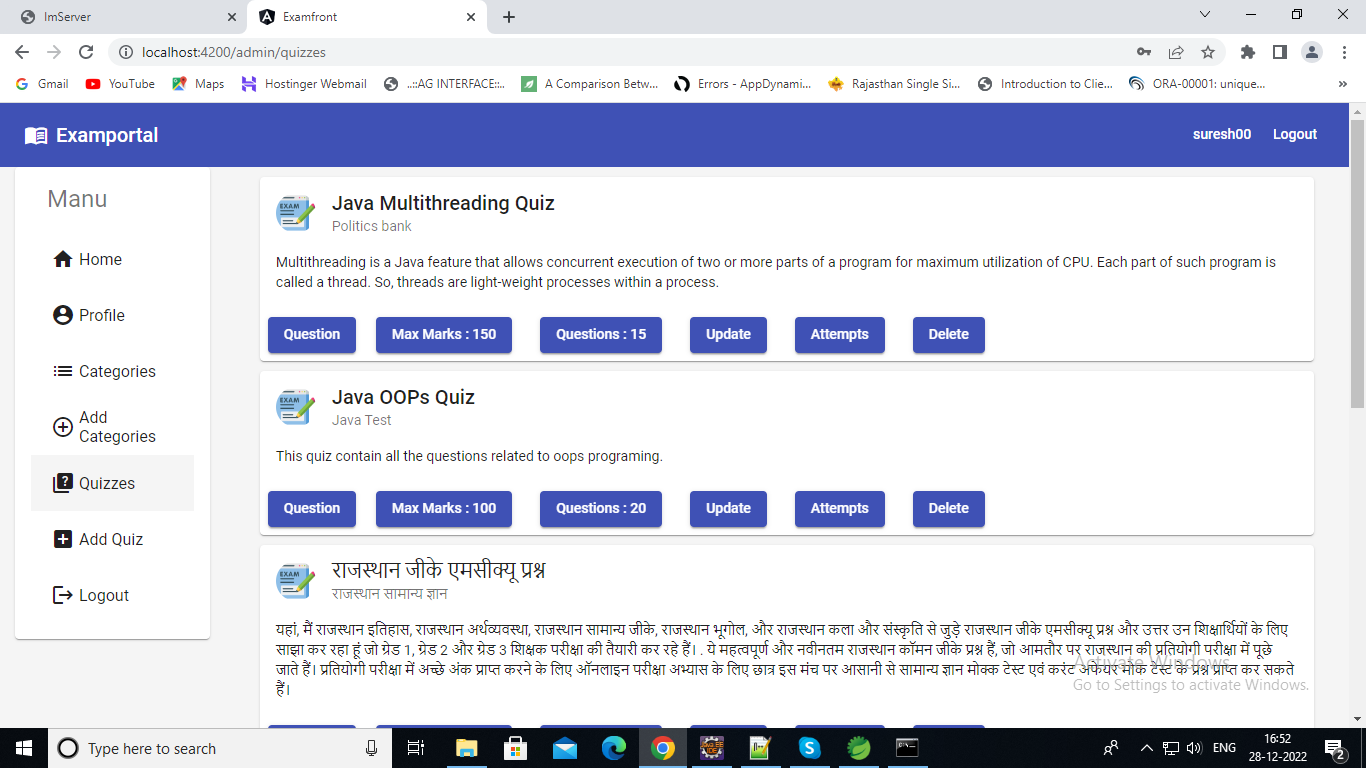 ImServer
Examfront
localhost:4200/admin/quizzes
Gmail
YouTube
Maps
Hostinger Webmail
..::AG INTERFACE::..
A Comparison Betw...
Errors - AppDynami...
Rajasthan Single Si...
Introduction to Clie...
ORA-00001: unique...
»
Examportal
suresh00
Logout
Manu
Home
Profile
Categories
Add
Categories
Quizzes
Add Quiz
Logout
EXAM
Java Multithreading Quiz
Politics bank
Multithreading is a Java feature that allows concurrent execution of two or more parts of a program for maximum utilization of CPU. Each part of such program is
called a thread. So, threads are light-weight processes within a process.
Question
Max Marks : 150
Questions : 15
Update
Attempts
Delete
EXAM
Java OOPs Quiz
Java Test
This quiz contain all the questions related to oops programing.
Question
Max Marks : 100
Questions : 20
Update
Attempts
Delete
EXAM
राजस्थान जीके एमसीक्यू प्रश्न
राजस्थान सामान्य ज्ञान
यहां, मैं राजस्थान इतिहास, राजस्थान अर्थव्यवस्था, राजस्थान सामान्य जीके, राजस्थान भूगोल, और राजस्थान कला और संस्कृति से जुड़े राजस्थान जीके एमसीक्यू प्रश्न और उत्तर उन शिक्षार्थियों के लिए
साझा कर रहा हूं जो ग्रेड 1, ग्रेड 2 और ग्रेड 3 शिक्षक परीक्षा की तैयारी कर रहे हैं। . ये महत्वपूर्ण और नवीनतम राजस्थान कॉमन जीके प्रश्न हैं, जो आमतौर पर राजस्थान की प्रतियोगी परीक्षा में पूछे
जाते हैं। प्रतियोगी परीक्षा में अच्छे अंक प्राप्त करने के लिए ऑनलाइन परीक्षा अभ्यास के लिए छात्र इस मंच पर आसानी से सामान्य ज्ञान मोक्क टेस्ट एवं करंट अफेयर मॉक टेस्ट के प्रश्न प्राप्त कर सकते
हैं।
Activate Windows
Go to Settings to activate Windows.
Type here to search
ENG
16:52
28-12-2022
2